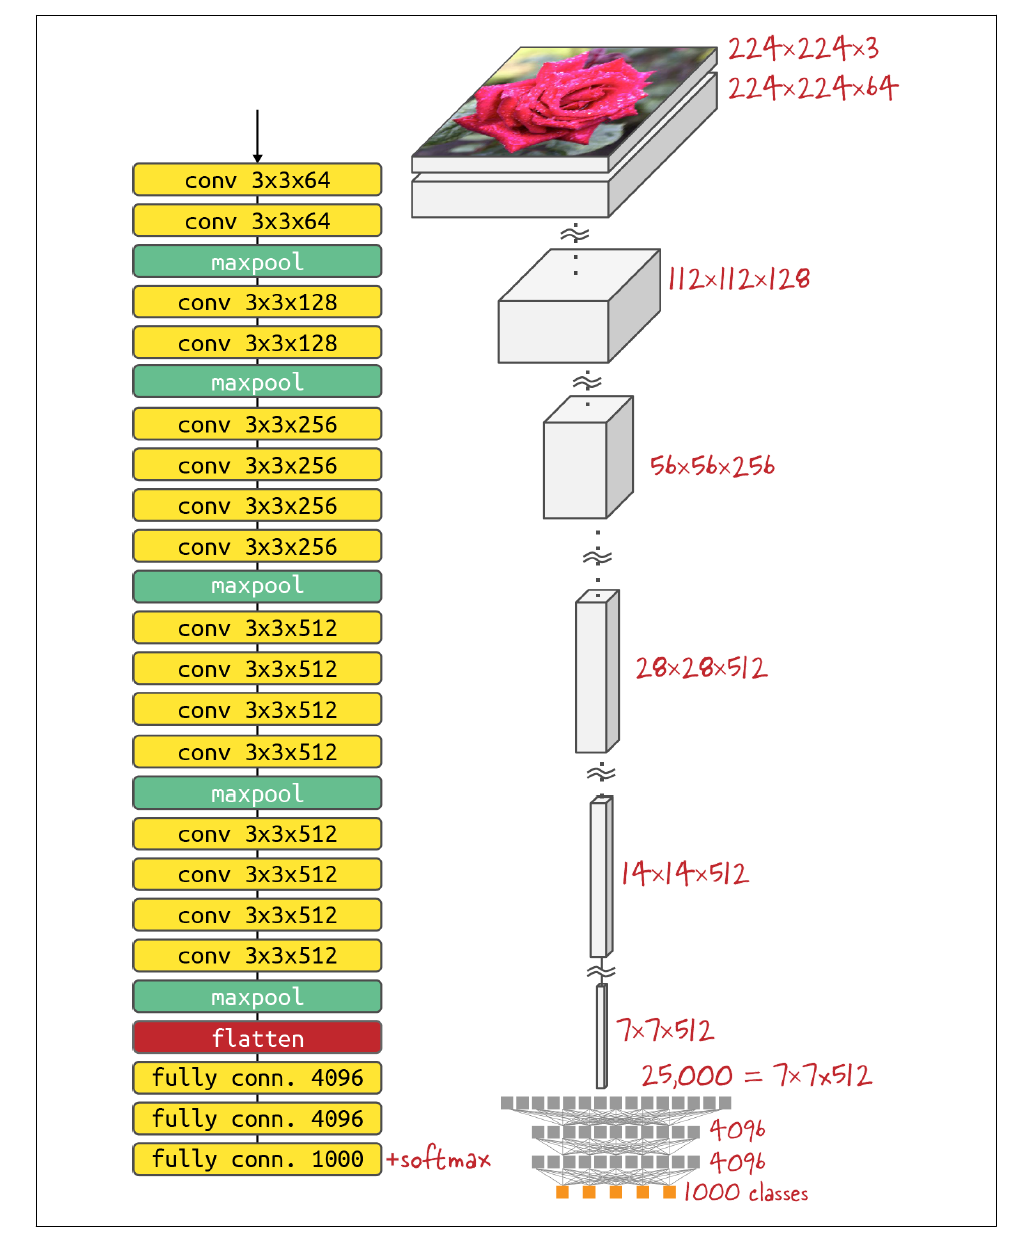 224×224×3
224×224×64
conv 3x3x64
conv 3x3x64
maxpool
112×112×128
conv 3x3x128
conv 3x3x128
maxpool
conv 3x3x256
56×56×256
conv 3x3x256
conv 3x3x256
conv 3x3x256
maxpool
conv 3x3x512
28×28×512
conv 3x3x512
conv 3x3x512
conv 3x3x512
maxpool
conv 3x3x512
14×14×512
conv 3x3x512
conv 3x3x512
conv 3x3x512
maxpool
7×7×512
flatten
25,000 = 7×7x512
fully conn. 4096
fully conn. 4096
4096
fully conn. 1000 +softmax
4096
1000 classes